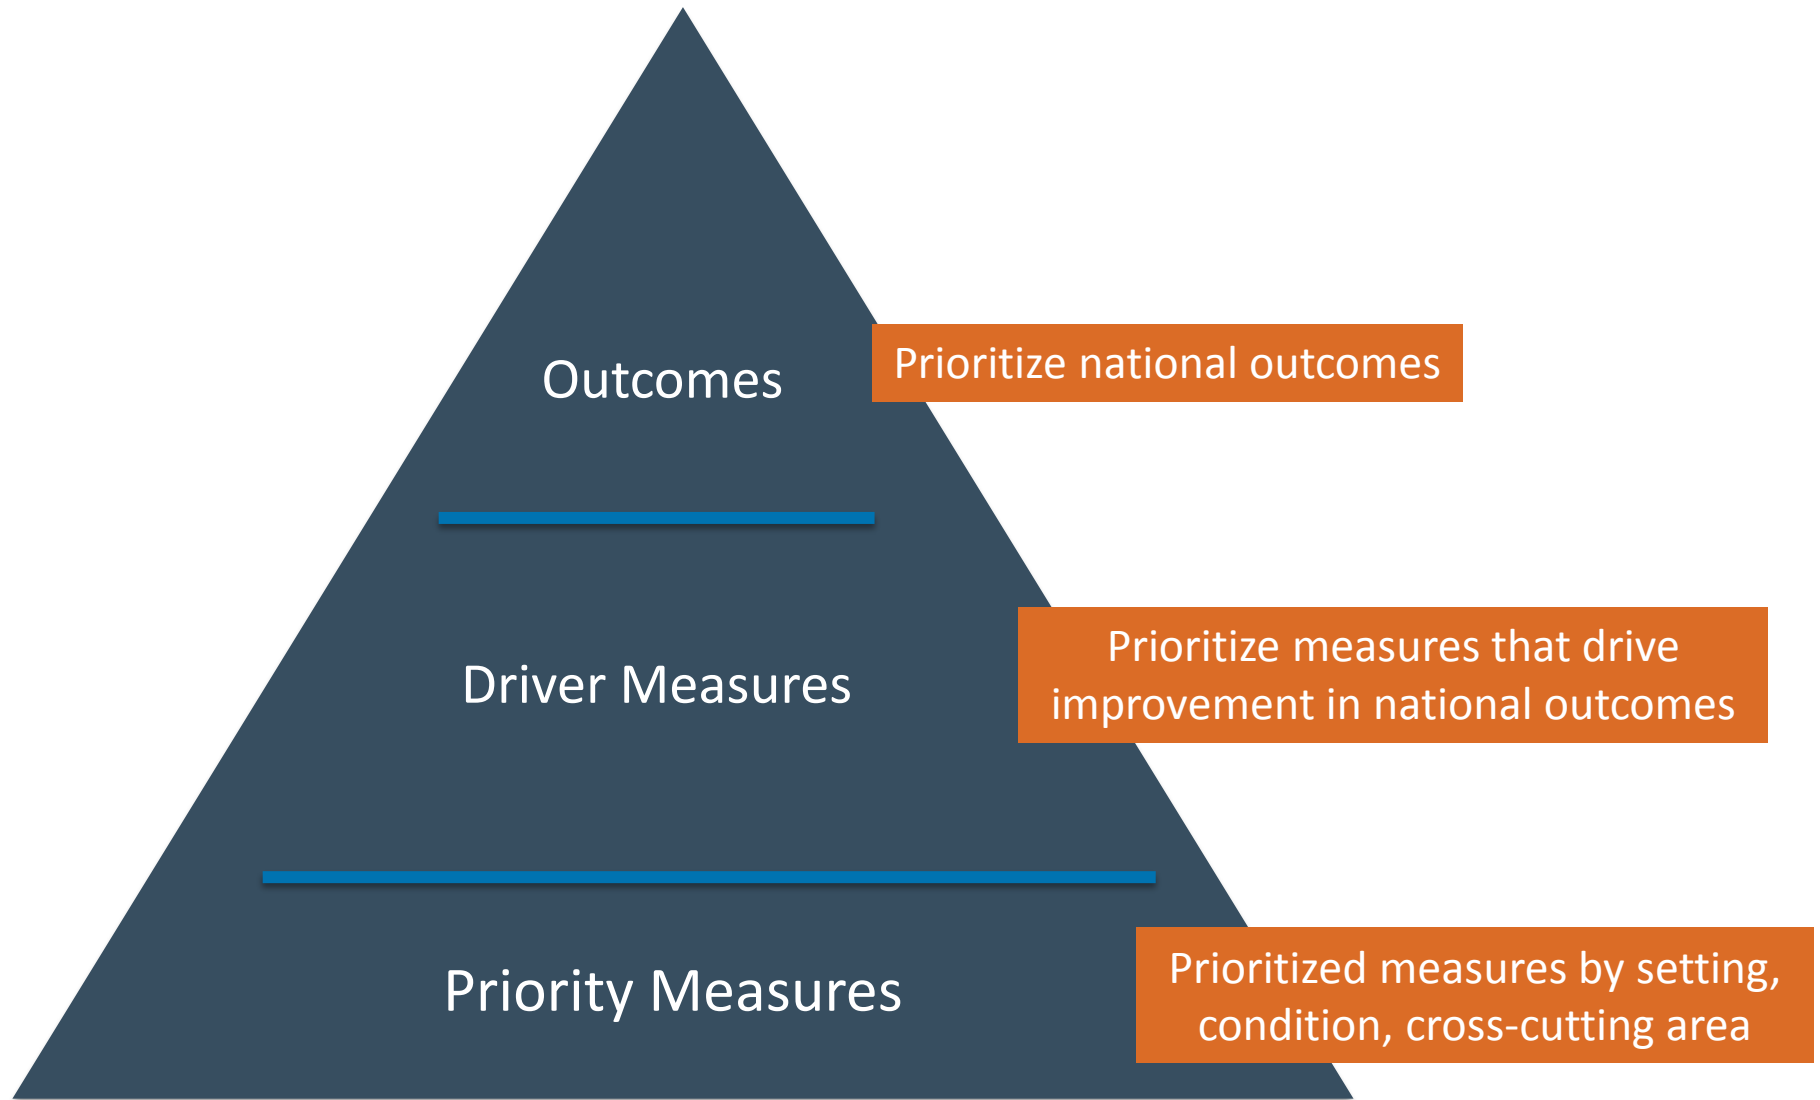 Outcomes
Prioritize national outcomes
Driver Measures
Prioritize measures that drive
improvement in national outcomes
Priority Measures
Prioritized measures by setting,
condition, cross-cutting area